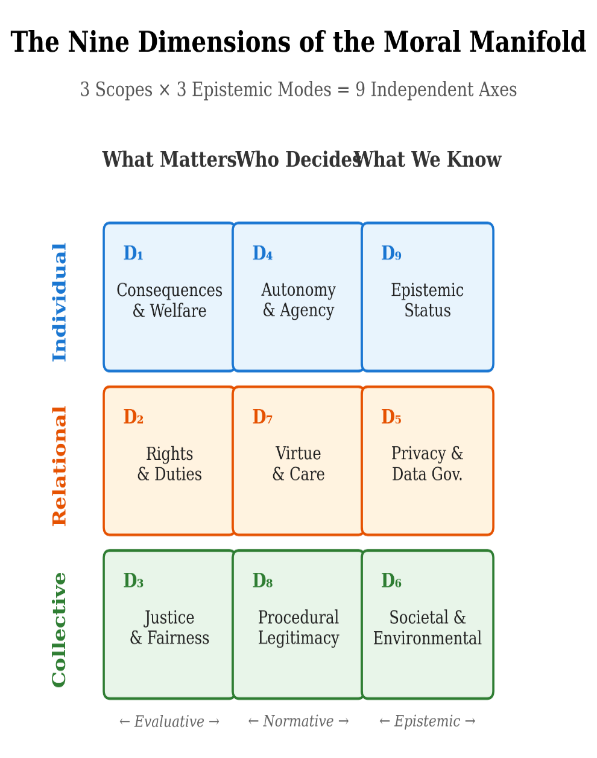 The Nine Dimensions of the Moral Manifold
3 Scopes × 3 Epistemic Modes = 9 Independent Axes
What Matters Who Decides What We Know
Individual
D₁ D₄ D₉
Consequences Autonomy Epistemic
& Welfare & Agency Status
Relational
D₂ D₇ D₅
Rights Virtue Privacy &
& Duties & Care Data Gov.
Collective
D₃ D₈ D₆
Justice Procedural Societal &
& Fairness Legitimacy Environmental
← Evaluative → ← Normative → ← Epistemic →